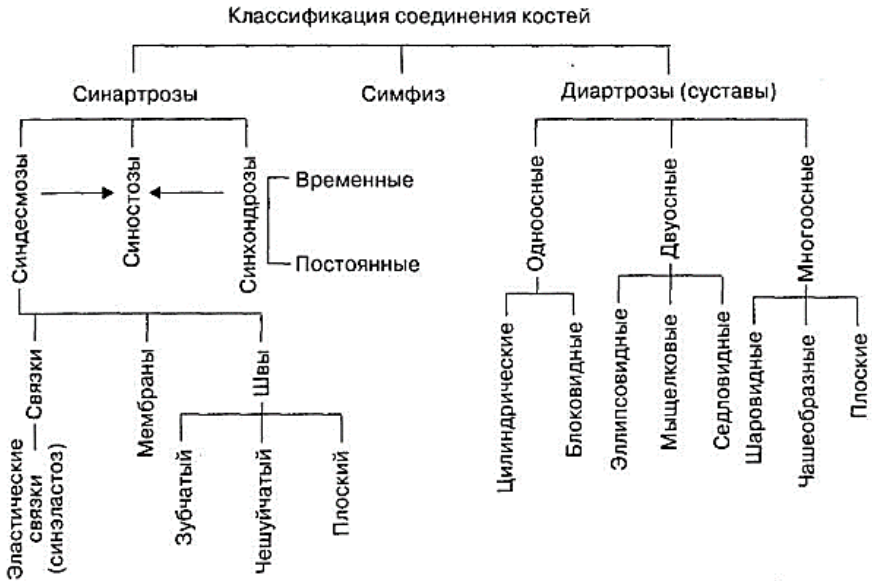 Классификация соединения костей
Синартрозы
Симфиз
Диартрозы (суставы)
Синдесмозы
Синостозы
Синхондрозы
Временные
Постоянные
Одноосные
Двуосные
Многоосные
Связки
Мембраны
Швы
Эластические
связки
(синэластоз)
Зубчатый
Чешуйчатый
Плоский
Цилиндрические
Блоковидные
Эллипсовидные
Мыщелковые
Седловидные
Шаровидные
Чашеобразные
Плоские